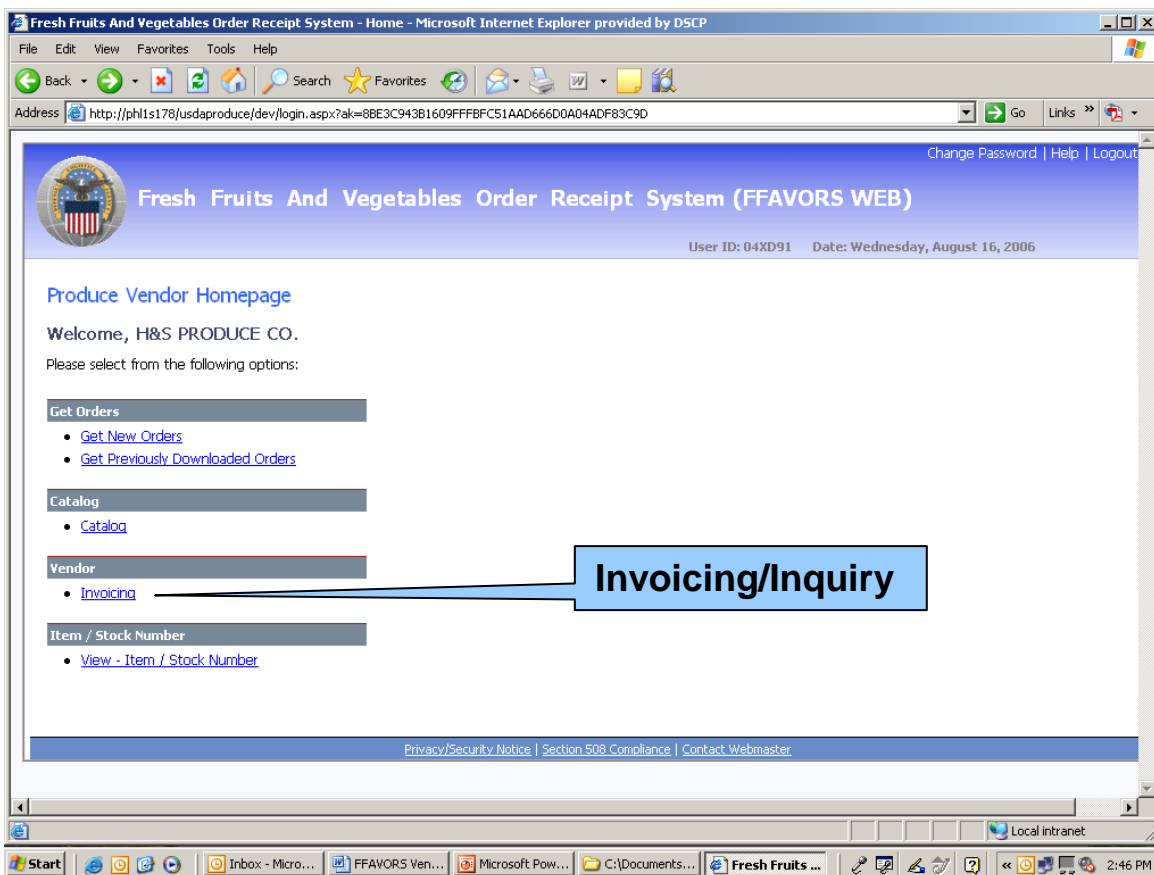 Fresh Fruits And Vegetables Order Receipt System - Home - Microsoft Internet Explorer provided by DSCP
File Edit View Favorites Tools Help
Back Search Favorites
Address http://phl1s178/usdaproduce/dev/login.aspx?ak=8BE3C943B1609FFFBFC51AAD666D0A04ADF83C9D Go Links »
Change Password | Help | Logout
Fresh Fruits And Vegetables Order Receipt System (FFAVORS WEB)
User ID: 04XD91 Date: Wednesday, August 16, 2006
Produce Vendor Homepage
Welcome, H&S PRODUCE CO.
Please select from the following options:
Get Orders
• Get New Orders
• Get Previously Downloaded Orders
Catalog
• Catalog
Vendor
• Invoicing
Invoicing/Inquiry
Item / Stock Number
• View - Item / Stock Number
Privacy/Security Notice | Section 508 Compliance | Contact Webmaster
Local intranet
Start Inbox - Micro... FFAVORS Ven... Microsoft Pow... C:\Documents... Fresh Fruits ... « 2:46 PM